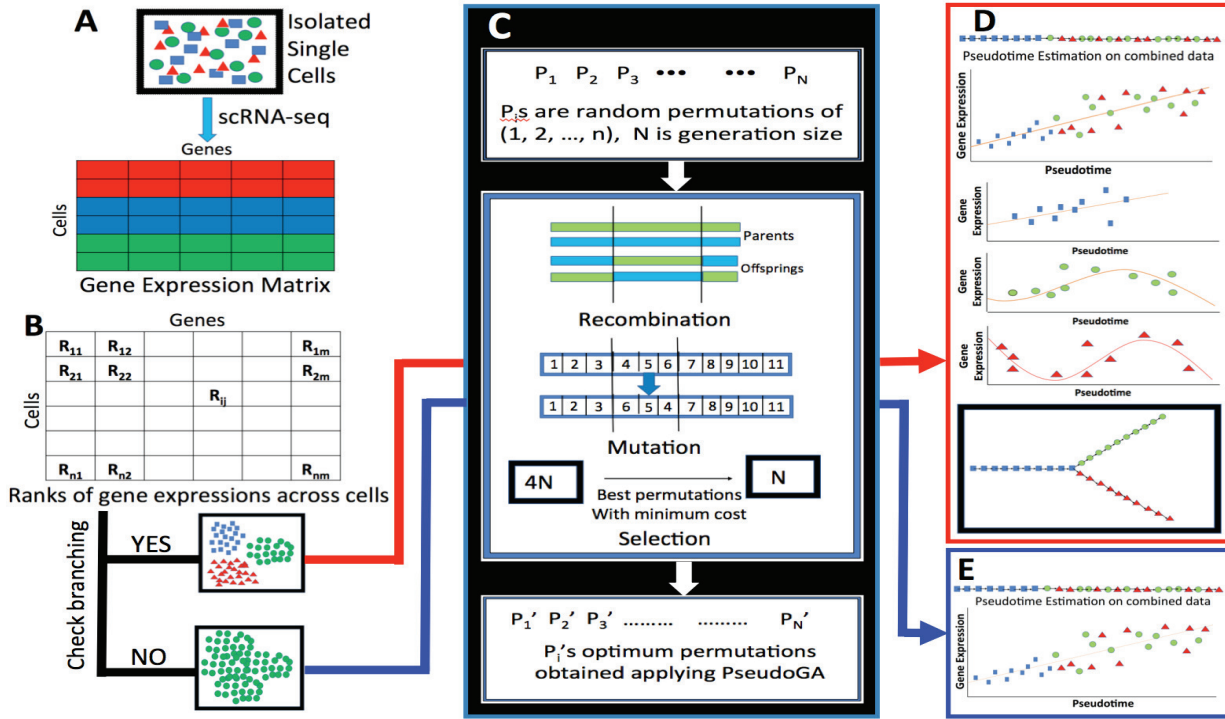 A
Isolated
Single
Cells
scRNA-seq
Genes
Cells
Gene Expression Matrix
B
Genes
Cells
R11 R12 R1m
R21 R22 R2m
Rij
Rn1 Rn2 Rnm
Ranks of gene expressions across cells
Check branching
YES
NO
C
P1 P2 P3 ••• ••• PN
Pis are random permutations of
(1, 2, ..., n), N is generation size
Parents
Offsprings
Recombination
1 2 3 4 5 6 7 8 9 10 11
1 2 3 6 5 4 7 8 9 10 11
Mutation
4N
N
Best permutations
With minimum cost
Selection
P1′ P2′ P3′ ......... ......... PN′
Pi's optimum permutations
obtained applying PseudoGA
D
Pseudotime Estimation on combined data
Gene Expression
Pseudotime
Gene
Expression
Pseudotime
Gene
Expression
Pseudotime
Gene
Expression
Pseudotime
E
Pseudotime Estimation on combined data
Gene Expression
Pseudotime